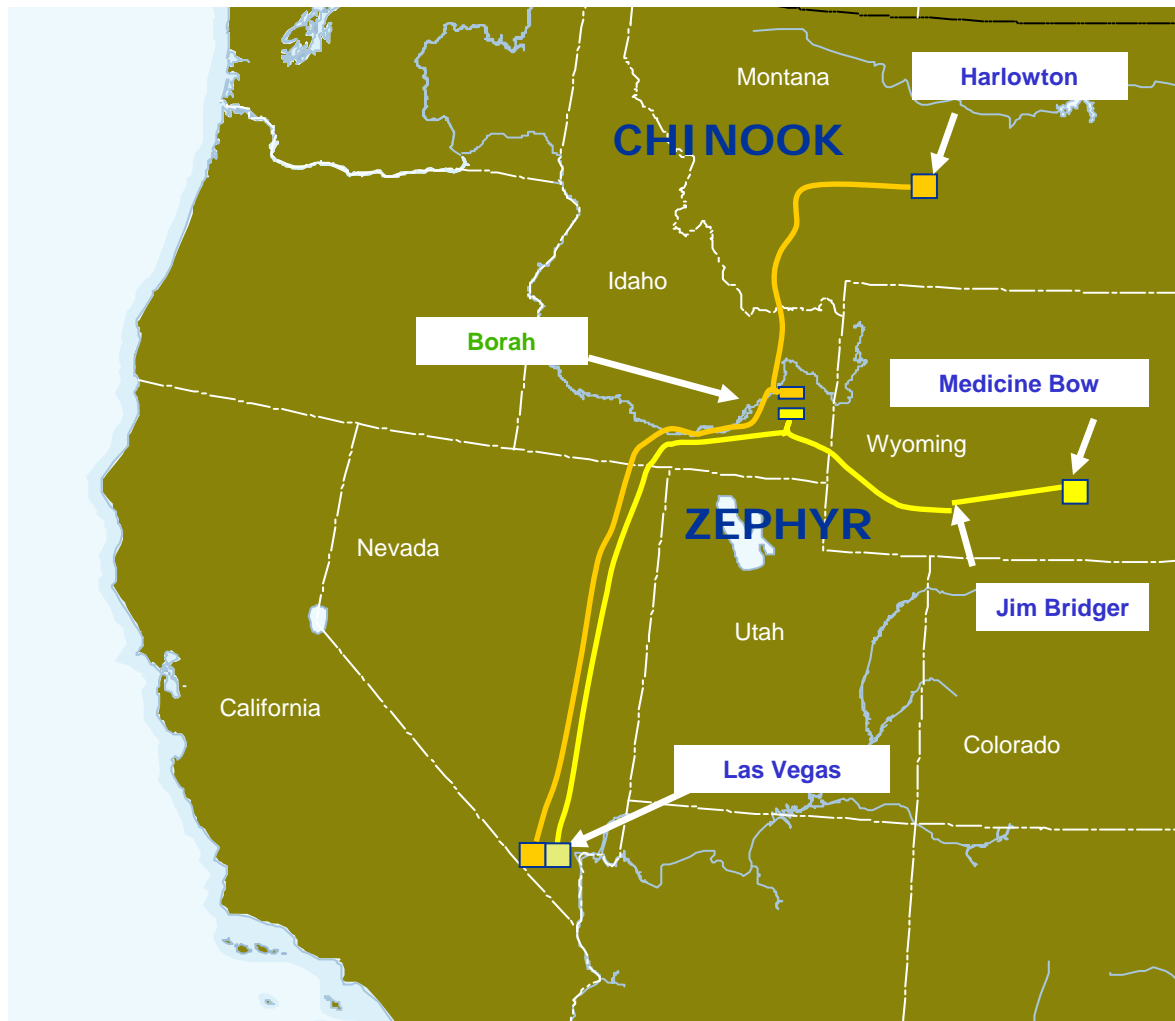 Montana
Harlowton
CHINOOK
Idaho
Borah
Medicine Bow
Wyoming
ZEPHYR
Nevada
Jim Bridger
Utah
California
Colorado
Las Vegas